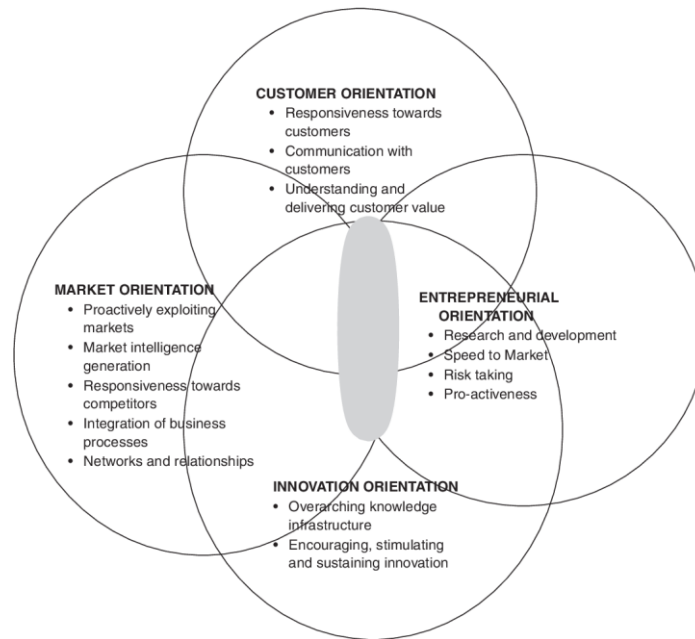 CUSTOMER ORIENTATION
• Responsiveness towards
customers
• Communication with
customers
• Understanding and
delivering customer value
MARKET ORIENTATION
• Proactively exploiting
markets
• Market intelligence
generation
• Responsiveness towards
competitors
• Integration of business
processes
• Networks and relationships
ENTREPRENEURIAL
ORIENTATION
• Research and development
• Speed to Market
• Risk taking
• Pro-activeness
INNOVATION ORIENTATION
• Overarching knowledge
infrastructure
• Encouraging, stimulating
and sustaining innovation